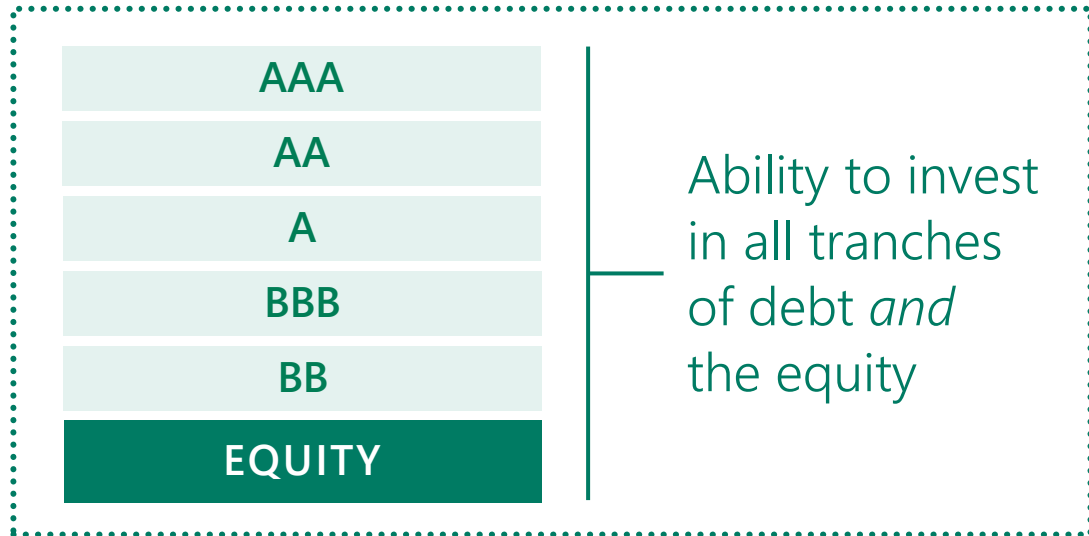 AAA
AA
A
BBB
BB
EQUITY
Ability to invest
in all tranches
of debt and
the equity